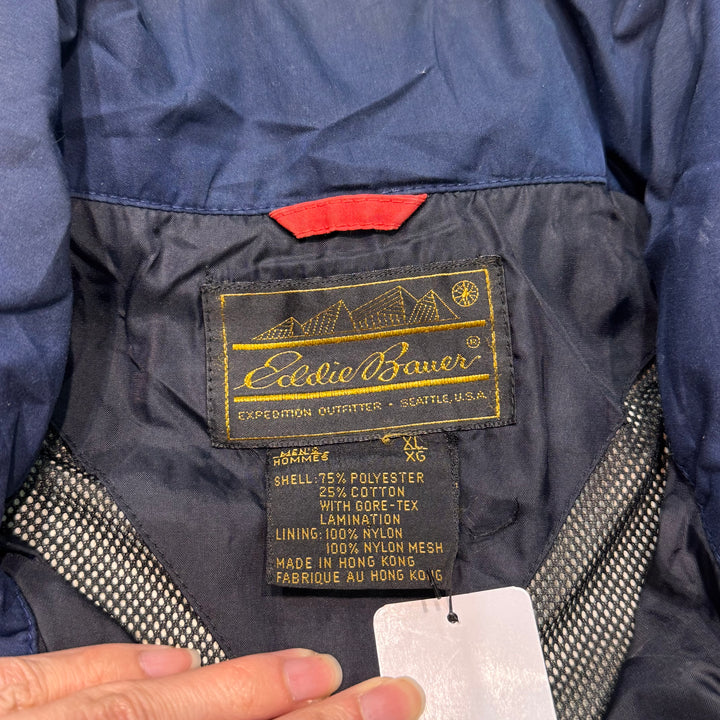 Eddie Bauer®
EXPEDITION OUTFITTER • SEATTLE, U.S.A.
MEN'S XL
HOMMES XG
SHELL: 75% POLYESTER
25% COTTON
WITH GORE-TEX
LAMINATION
LINING: 100% NYLON
100% NYLON MESH
MADE IN HONG KONG
FABRIQUE AU HONG KONG